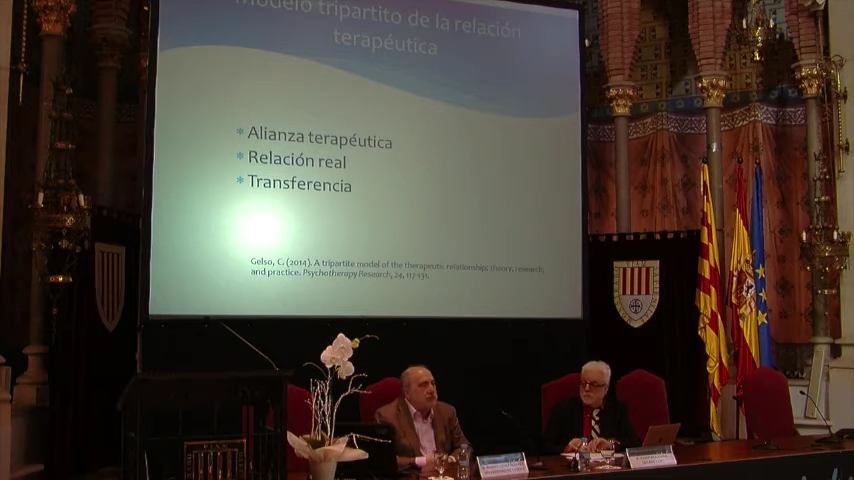 Modelo tripartito de la relación
terapéutica
* Alianza terapéutica
* Relación real
* Transferencia
Gelso, C. (2014). A tripartite model of the therapeutic relationship: theory, research,
and practice. Psychotherapy Research, 24, 117-131.